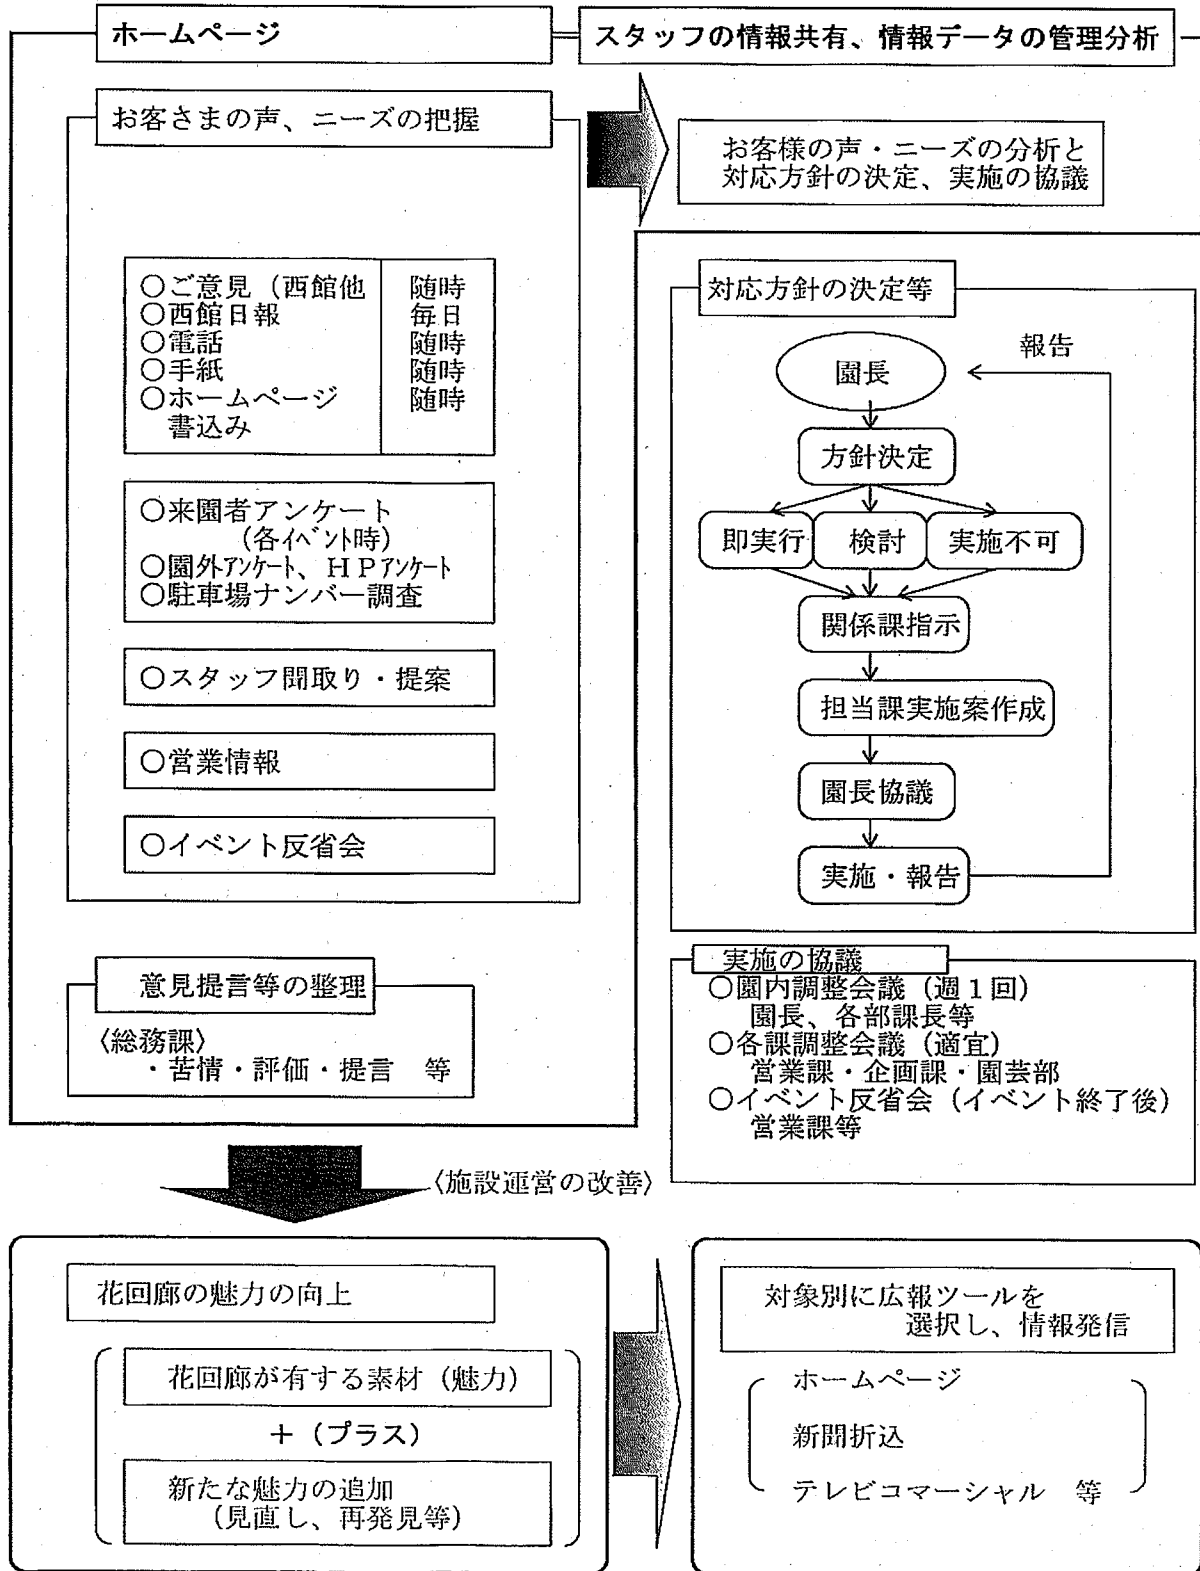 ホームページ
スタッフの情報共有、情報データの管理分析
お客さまの声、ニーズの把握
お客様の声・ニーズの分析と
対応方針の決定、実施の協議
○ご意見（西館他 随時
○西館日報 毎日
○電話 随時
○手紙 随時
○ホームページ 随時
書込み
○来園者アンケート
（各イベント時）
○園外アンケート、ＨＰアンケート
○駐車場ナンバー調査
○スタッフ聞取り・提案
○営業情報
○イベント反省会
意見提言等の整理
〈総務課〉
・苦情・評価・提言 等
対応方針の決定等
報告
園長
方針決定
即実行 検討 実施不可
関係課指示
担当課実施案作成
園長協議
実施・報告
実施の協議
○園内調整会議（週１回）
園長、各部課長等
○各課調整会議（適宜）
営業課・企画課・園芸部
○イベント反省会（イベント終了後）
営業課等
〈施設運営の改善〉
花回廊の魅力の向上
花回廊が有する素材（魅力）
＋（プラス）
新たな魅力の追加
（見直し、再発見等）
対象別に広報ツールを
選択し、情報発信
ホームページ
新聞折込
テレビコマーシャル 等